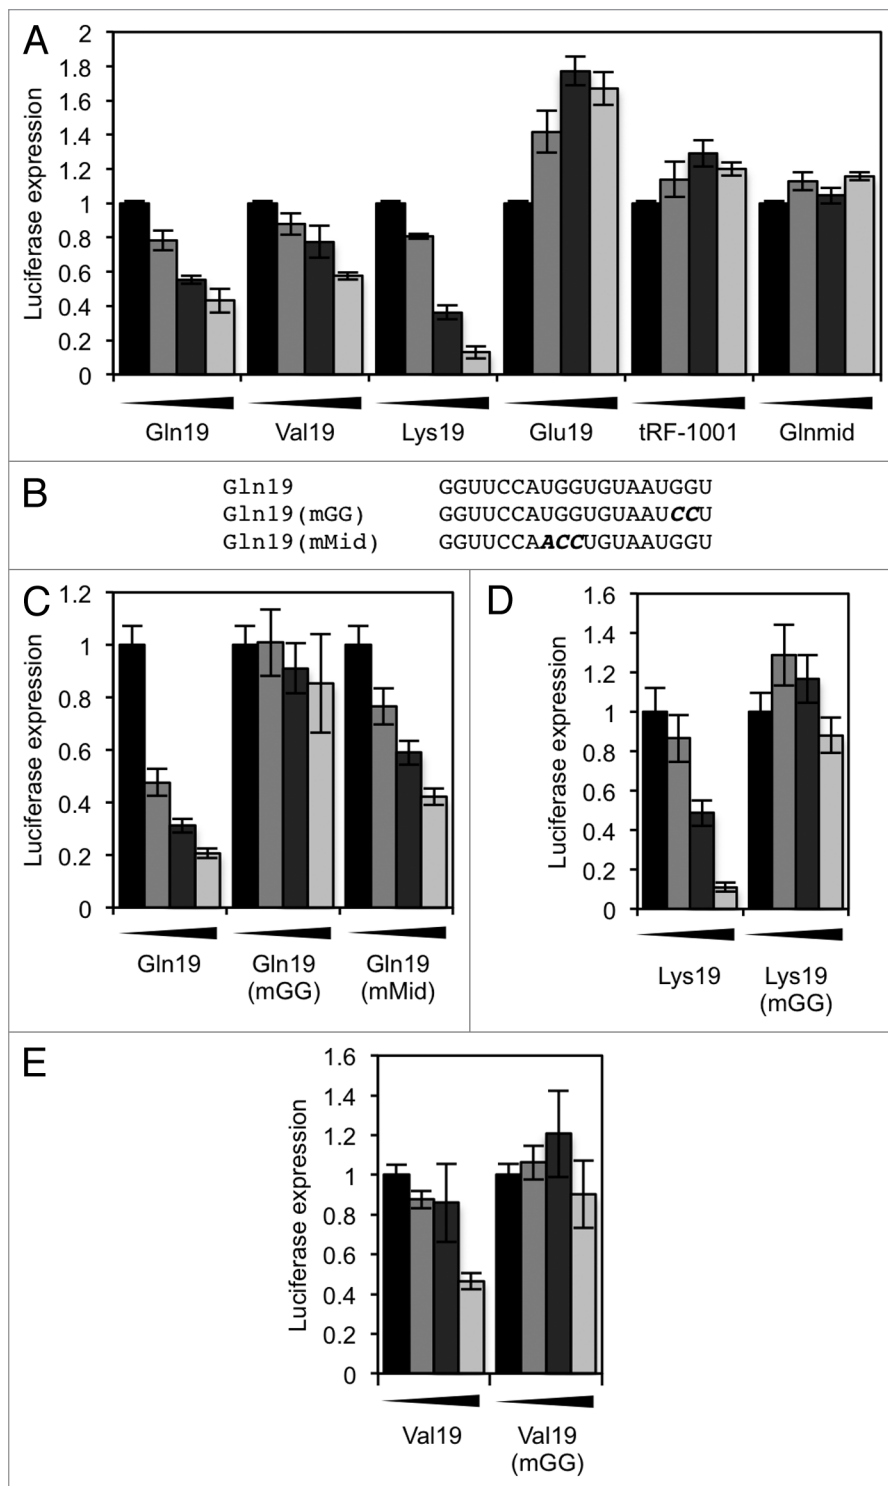 A
Luciferase expression
2
1.8
1.6
1.4
1.2
1
0.8
0.6
0.4
0.2
0
Gln19 Val19 Lys19 Glu19 tRF-1001 Glnmid
B
Gln19 GGUUCCAUGGUGUAAUGGU
Gln19(mGG) GGUUCCAUGGUGUAAUCCU
Gln19(mMid) GGUUCCAACCUGUAAUGGU
C
Luciferase expression
1.2
1
0.8
0.6
0.4
0.2
0
Gln19 Gln19 Gln19
(mGG) (mMid)
D
Luciferase expression
1.6
1.4
1.2
1
0.8
0.6
0.4
0.2
0
Lys19 Lys19
(mGG)
E
Luciferase expression
1.6
1.4
1.2
1
0.8
0.6
0.4
0.2
0
Val19 Val19
(mGG)